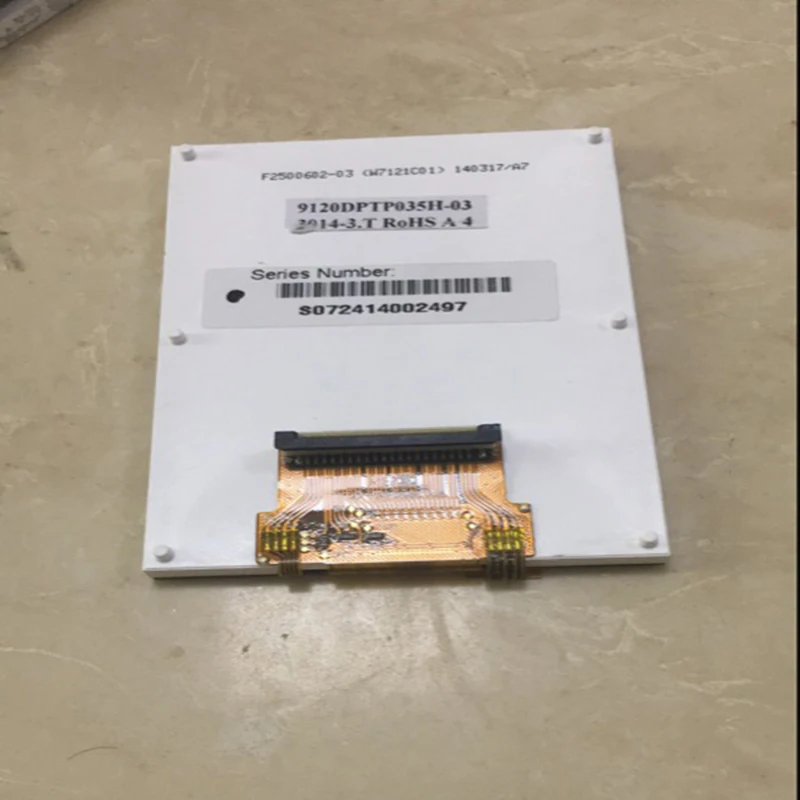 F2500602-03 (W7121C01) 140317/A7
9120DPTP035H-03
2014-3.T RoHS A 4
Series Number:
S072414002497